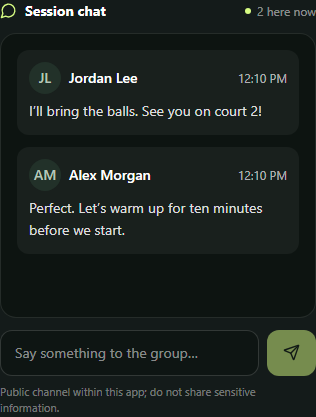 Session chat
2 here now
JL
Jordan Lee
12:10 PM
I’ll bring the balls. See you on court 2!
AM
Alex Morgan
12:10 PM
Perfect. Let’s warm up for ten minutes
before we start.
Say something to the group...
Public channel within this app; do not share sensitive
information.